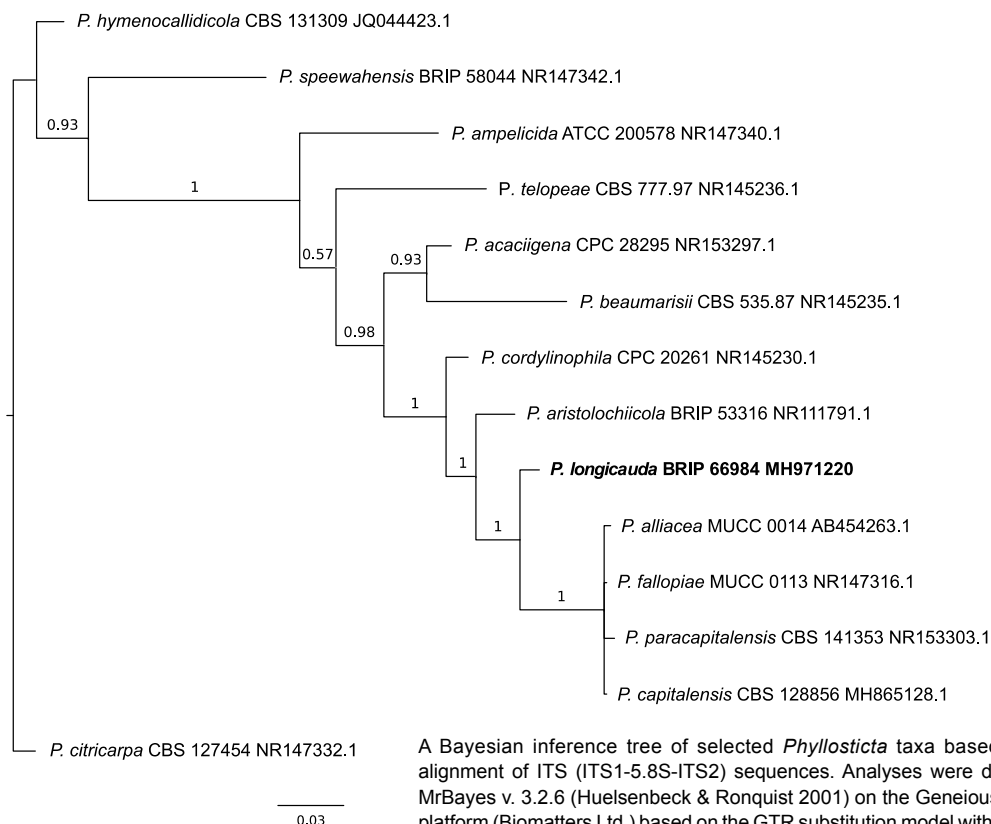 P. hymenocallidicola CBS 131309 JQ044423.1
P. speewahensis BRIP 58044 NR147342.1
0.93
P. ampelicida ATCC 200578 NR147340.1
1
P. telopeae CBS 777.97 NR145236.1
0.57
P. acaciigena CPC 28295 NR153297.1
0.93
P. beaumarisii CBS 535.87 NR145235.1
0.98
P. cordylinophila CPC 20261 NR145230.1
1
P. aristolochiicola BRIP 53316 NR111791.1
1
P. longicauda BRIP 66984 MH971220
1
P. alliacea MUCC 0014 AB454263.1
P. fallopiae MUCC 0113 NR147316.1
1
P. paracapitalensis CBS 141353 NR153303.1
P. capitalensis CBS 128856 MH865128.1
P. citricarpa CBS 127454 NR147332.1
0.03
A Bayesian inference tree of selected Phyllosticta taxa based
alignment of ITS (ITS1-5.8S-ITS2) sequences. Analyses were
MrBayes v. 3.2.6 (Huelsenbeck & Ronquist 2001) on the Geneious
platform (Biomatters Ltd.) based on the GTR substitution model with